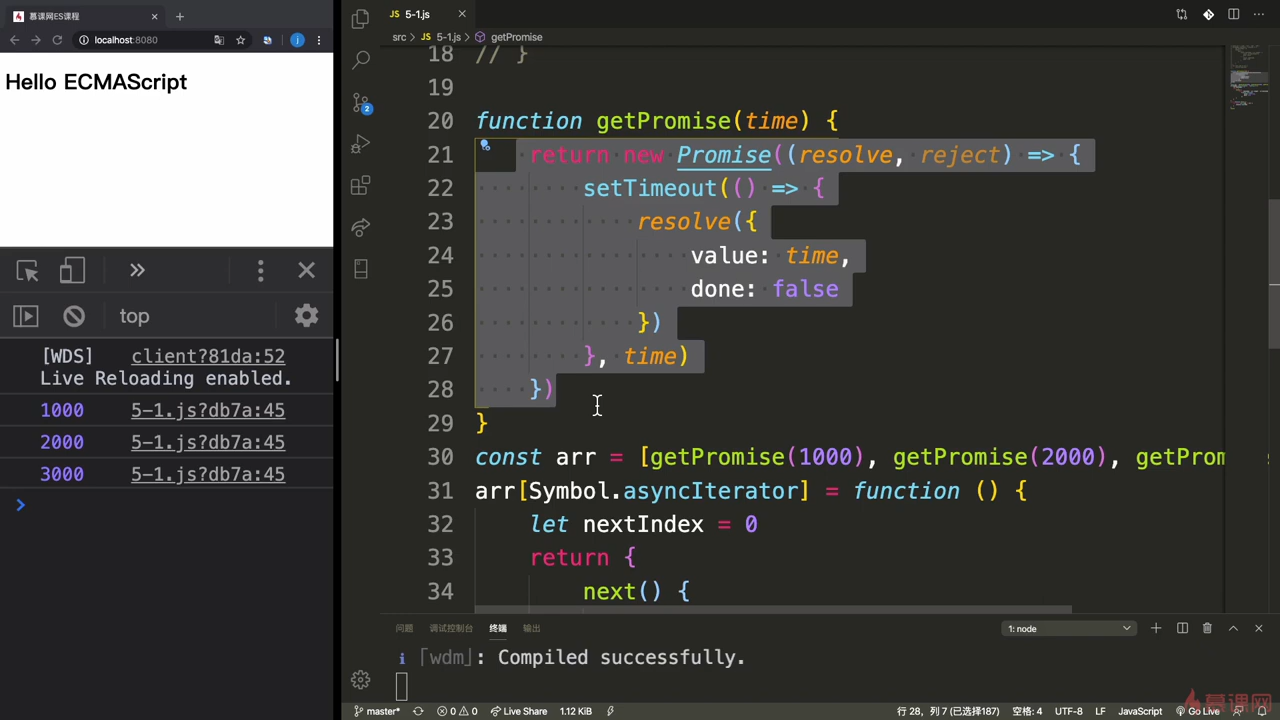 慕课网ES课程
localhost:8080
Hello ECMAScript
top
[WDS] client?81da:52
Live Reloading enabled.
1000 5-1.js?db7a:45
2000 5-1.js?db7a:45
3000 5-1.js?db7a:45
JS 5-1.js
src > JS 5-1.js > getPromise
18 // }
19
20 function getPromise(time) {
21 return new Promise((resolve, reject) => {
22 setTimeout(() => {
23 resolve({
24 value: time,
25 done: false
26 })
27 }, time)
28 })
29 }
30 const arr = [getPromise(1000), getPromise(2000), getProm
31 arr[Symbol.asyncIterator] = function () {
32 let nextIndex = 0
33 return {
34 next() {
2
问题 调试控制台 终端 输出
1: node
i ｢wdm｣: Compiled successfully.
master* 0 0 Live Share 1.12 KiB 行 28，列 7 (已选择187) 空格: 4 UTF-8 LF JavaScript Go Live
慕课网